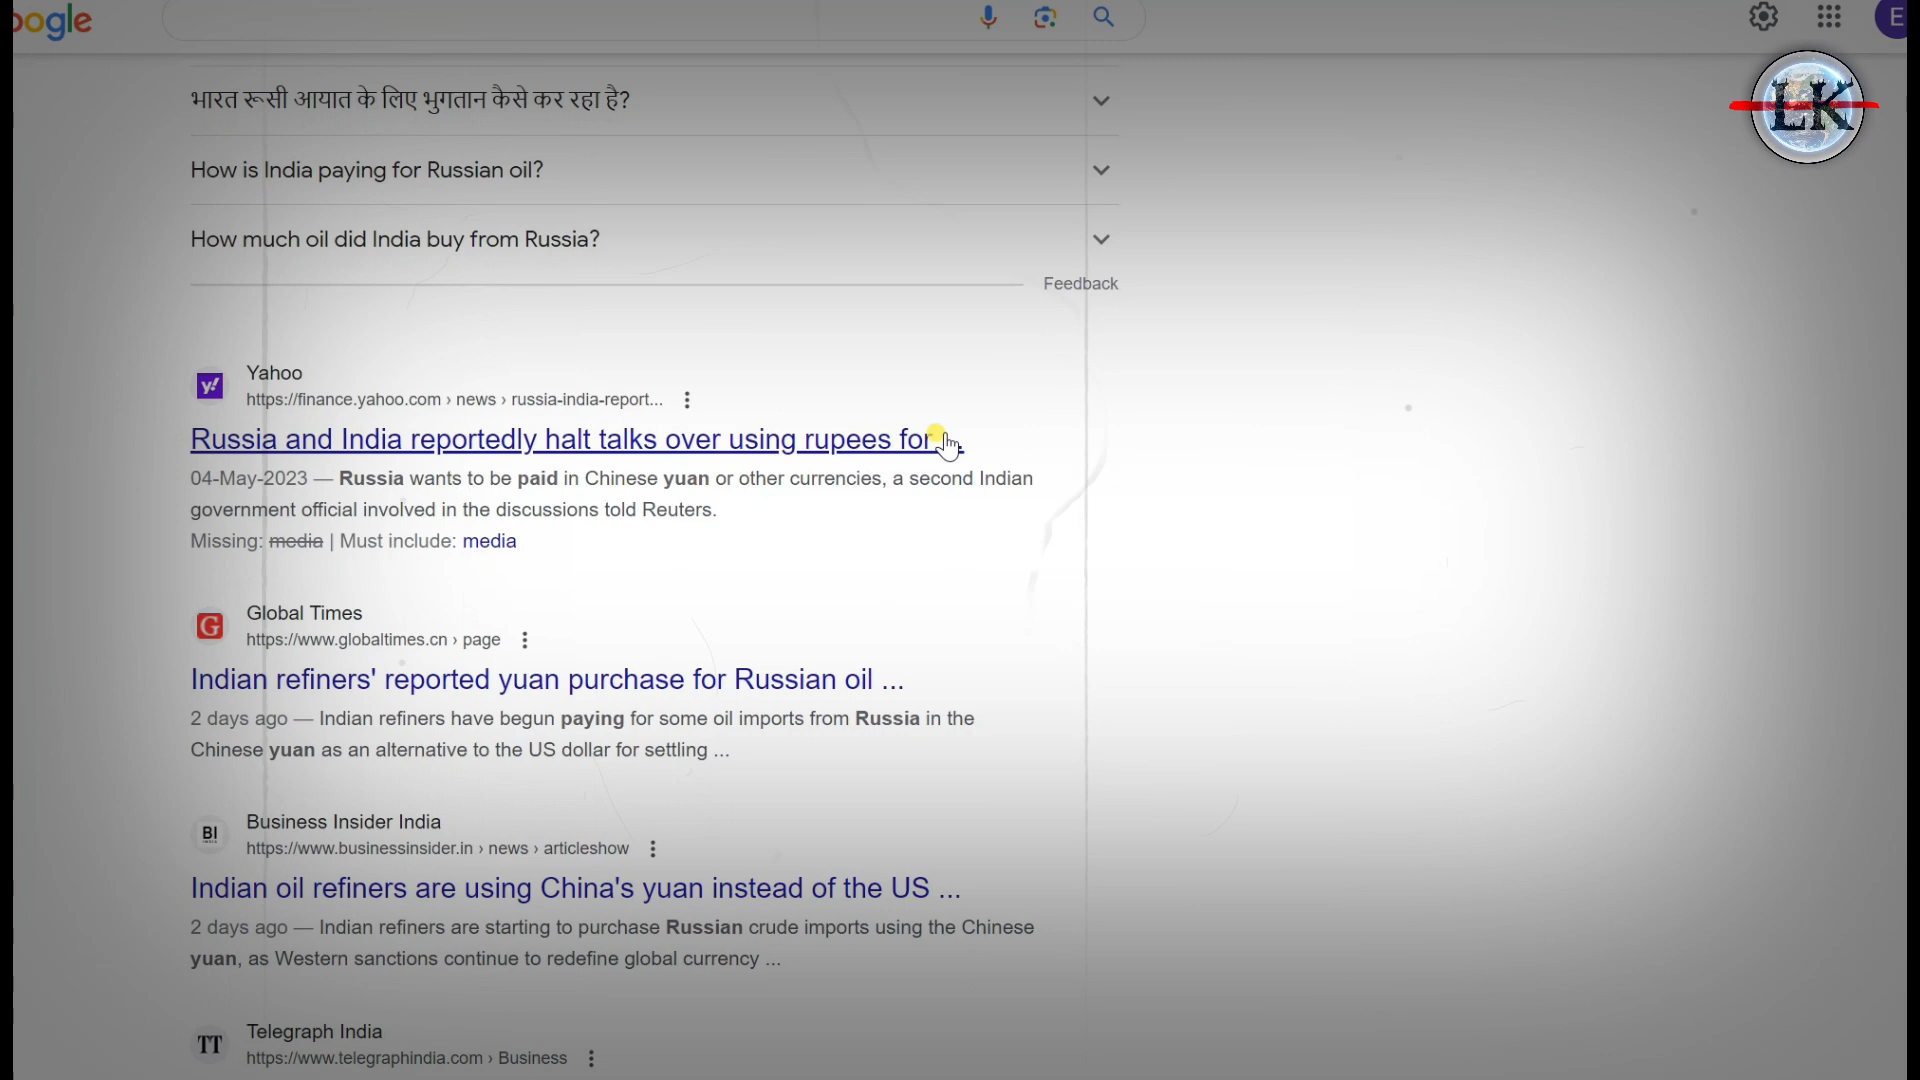 oogle
E
LK
भारत रूसी आयात के लिए भुगतान कैसे कर रहा है?
How is India paying for Russian oil?
How much oil did India buy from Russia?
Feedback
y!
Yahoo
https://finance.yahoo.com › news › russia-india-report...
Russia and India reportedly halt talks over using rupees for
04-May-2023 — Russia wants to be paid in Chinese yuan or other currencies, a second Indian
government official involved in the discussions told Reuters.
Missing: media | Must include: media
G
Global Times
https://www.globaltimes.cn › page
Indian refiners' reported yuan purchase for Russian oil ...
2 days ago — Indian refiners have begun paying for some oil imports from Russia in the
Chinese yuan as an alternative to the US dollar for settling ...
BI
Business Insider India
https://www.businessinsider.in › news › articleshow
Indian oil refiners are using China's yuan instead of the US ...
2 days ago — Indian refiners are starting to purchase Russian crude imports using the Chinese
yuan, as Western sanctions continue to redefine global currency ...
TT
Telegraph India
https://www.telegraphindia.com › Business